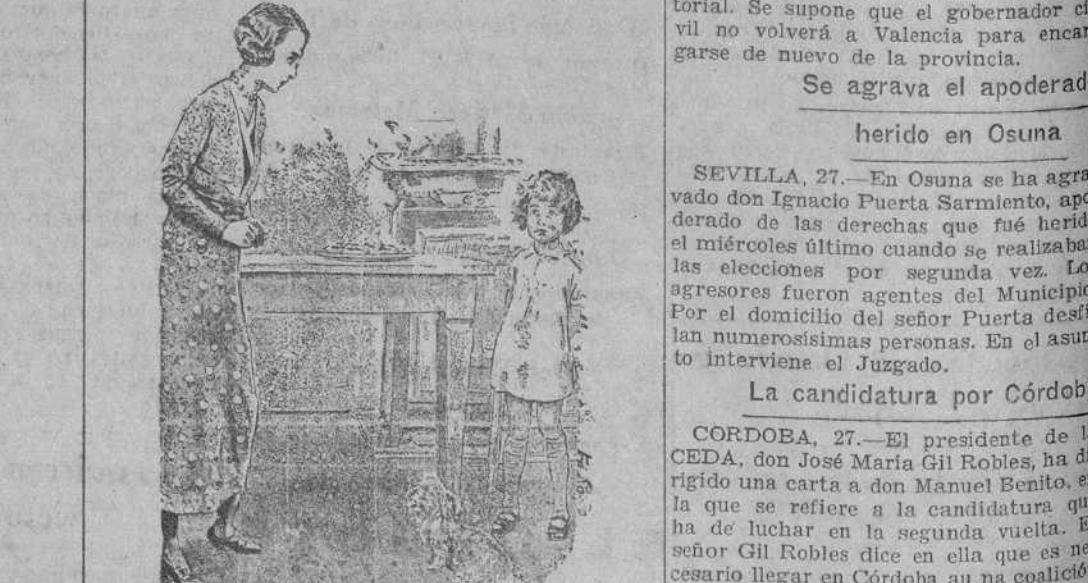 torial. Se supone que el gobernador ci
vil no volverá a Valencia para encar
garse de nuevo de la provincia.
Se agrava el apoderad
herido en Osuna
SEVILLA, 27.—En Osuna se ha agra
vado don Ignacio Puerta Sarmiento, apo
derado de las derechas que fué herid
el miércoles último cuando se realizaba
las elecciones por segunda vez. Lo
agresores fueron agentes del Municipio
Por el domicilio del señor Puerta desfi
lan numerosísimas personas. En el asun
to interviene el Juzgado.
La candidatura por Córdob
CORDOBA, 27.—El presidente de l
CEDA, don José María Gil Robles, ha di
rigido una carta a don Manuel Benito, e
la que se refiere a la candidatura qu
ha de luchar en la segunda vuelta. E
señor Gil Robles dice en ella que es ne
cesario llegar en Córdoba au na coalició